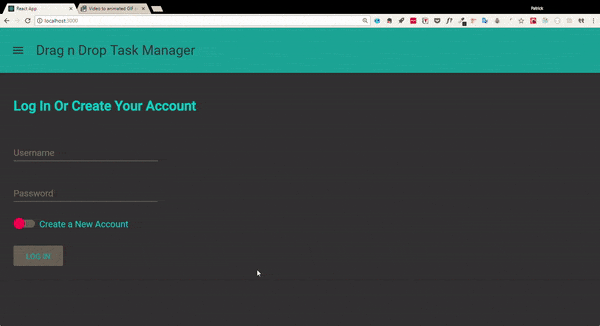 React App
Video to animated GIF
Patrick
localhost:3000
Drag n Drop Task Manager
Log In Or Create Your Account
Username
Password
Create a New Account
LOG IN